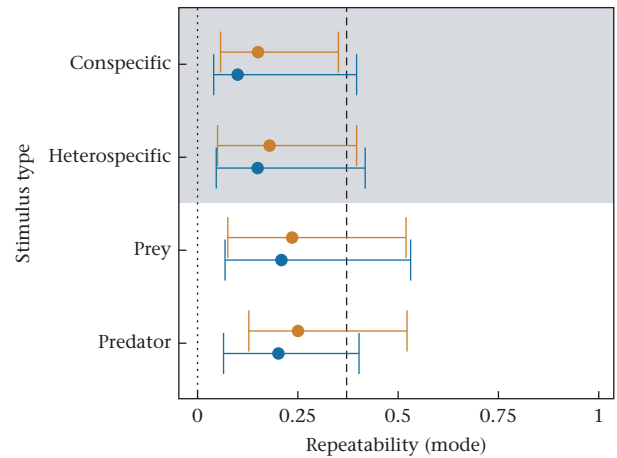 Stimulus type
Conspecific
Heterospecific
Prey
Predator
0 0.25 0.5 0.75 1
Repeatability (mode)